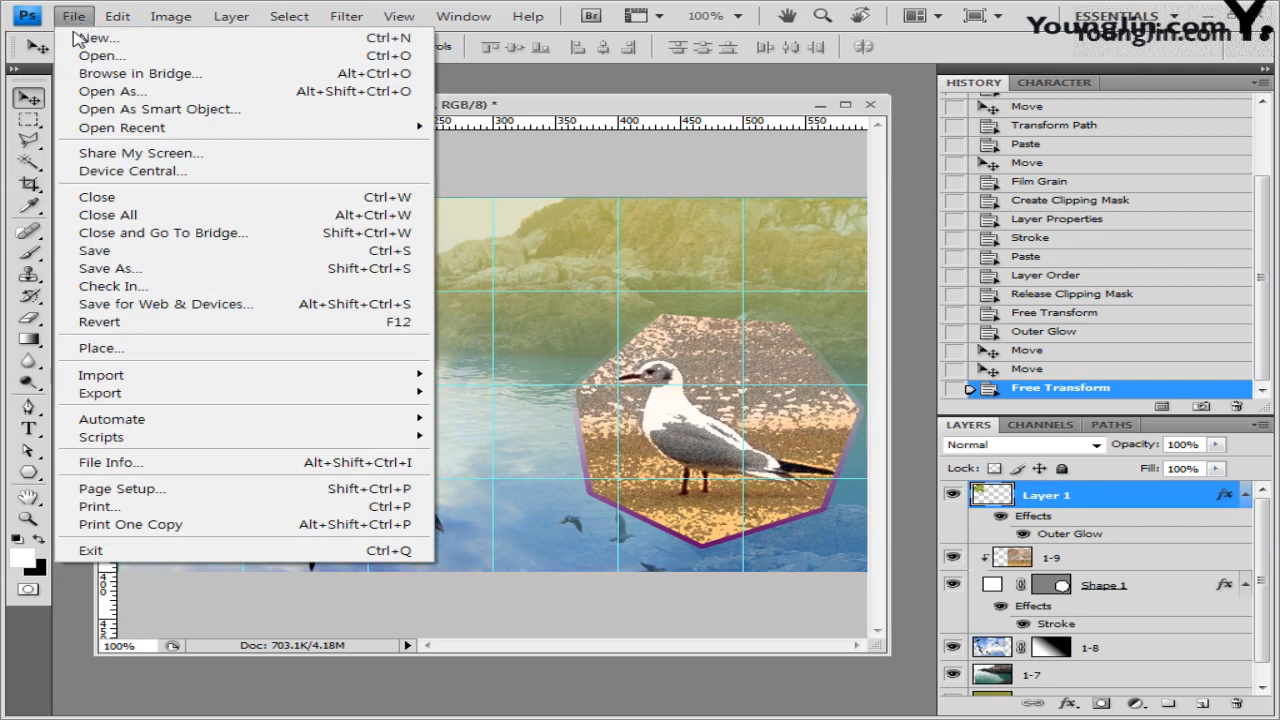 Ps File Edit Image Layer Select Filter View Window Help Br 100% ESSENTIALS
Youngjin.com Y.
YoungJin.com
New... Ctrl+N
Open... Ctrl+O
Browse in Bridge... Alt+Ctrl+O
Open As... Alt+Shift+Ctrl+O
Open As Smart Object...
Open Recent
Share My Screen...
Device Central...
Close Ctrl+W
Close All Alt+Ctrl+W
Close and Go To Bridge... Shift+Ctrl+W
Save Ctrl+S
Save As... Shift+Ctrl+S
Check In...
Save for Web & Devices... Alt+Shift+Ctrl+S
Revert F12
Place...
Import
Export
Automate
Scripts
File Info... Alt+Shift+Ctrl+I
Page Setup... Shift+Ctrl+P
Print... Ctrl+P
Print One Copy Alt+Shift+Ctrl+P
Exit Ctrl+Q
, RGB/8) *
250 300 350 400 450 500 550
400
45
100% Doc: 703.1K/4.18M
HISTORY CHARACTER
Move
Transform Path
Paste
Move
Film Grain
Create Clipping Mask
Layer Properties
Stroke
Paste
Layer Order
Release Clipping Mask
Free Transform
Outer Glow
Move
Move
Free Transform
LAYERS CHANNELS PATHS
Normal Opacity: 100%
Lock: Fill: 100%
Layer 1 fx
Effects
Outer Glow
1-9
Shape 1 fx
Effects
Stroke
1-8
1-7
fx